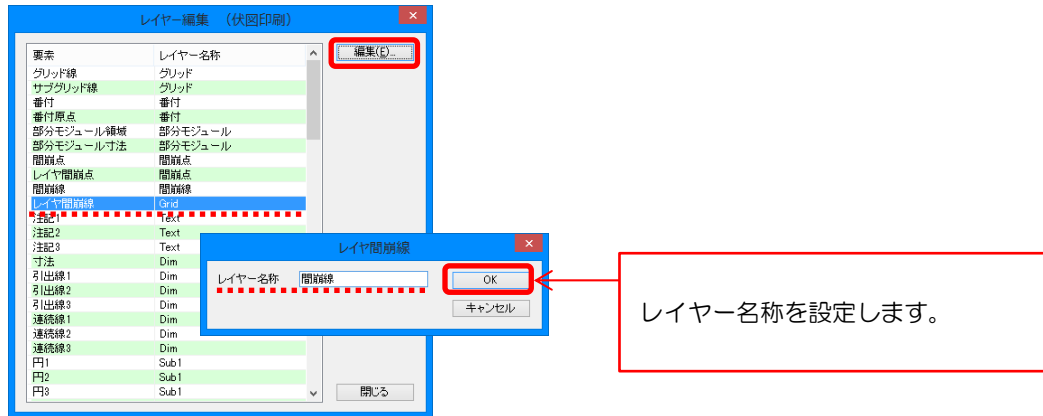 レイヤー編集 （伏図印刷）
要素 レイヤー名称 編集(E)...
グリッド線 グリッド
サブグリッド線 グリッド
番付 番付
番付原点 番付
部分モジュール領域 部分モジュール
部分モジュール寸法 部分モジュール
間崩点 間崩点
レイヤ間崩点 間崩点
間崩線 間崩線
レイヤ間崩線 Grid
注記1 Text
注記2 Text
注記3 Text
寸法 Dim
引出線1 Dim
引出線2 Dim
引出線3 Dim
連続線1 Dim
連続線2 Dim
連続線3 Dim
円1 Sub1
円2 Sub1
円3 Sub1
閉じる
レイヤ間崩線
レイヤー名称 間崩線 OK
キャンセル
レイヤー名称を設定します。